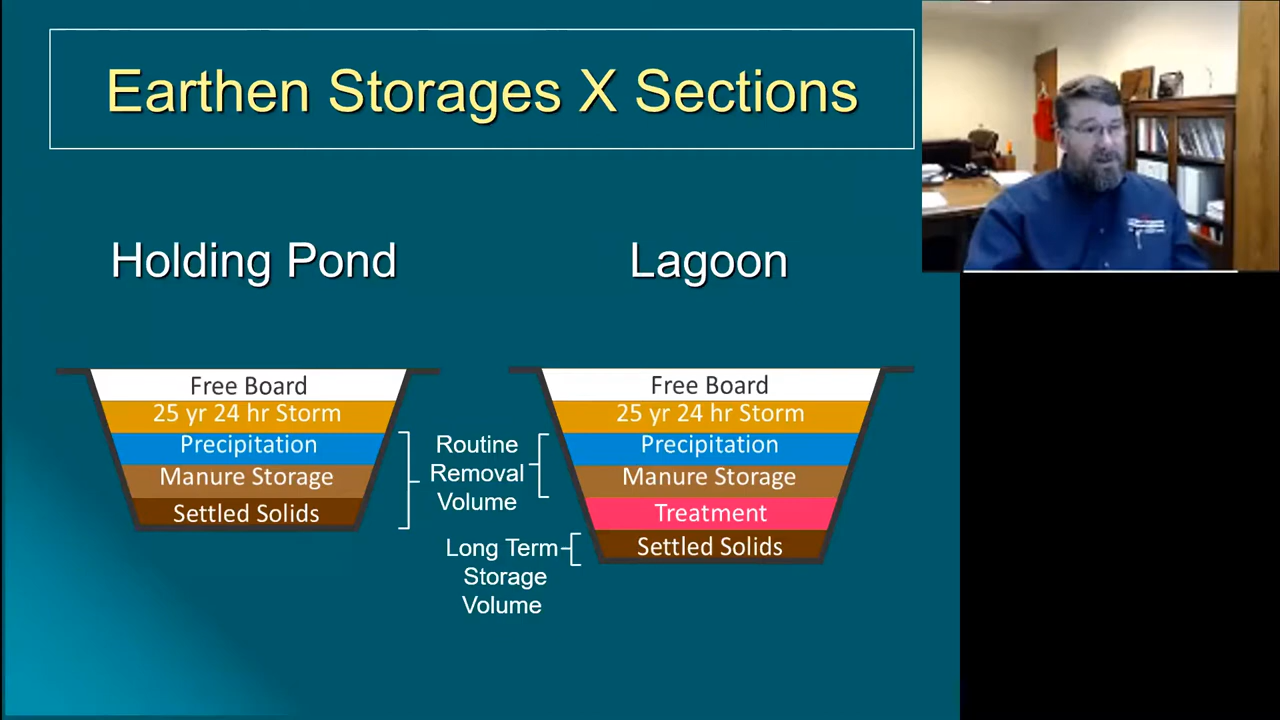 Earthen Storages X Sections
Holding Pond
Lagoon
Free Board
25 yr 24 hr Storm
Precipitation
Manure Storage
Settled Solids
Routine
Removal
Volume
Long Term
Storage
Volume
Free Board
25 yr 24 hr Storm
Precipitation
Manure Storage
Treatment
Settled Solids